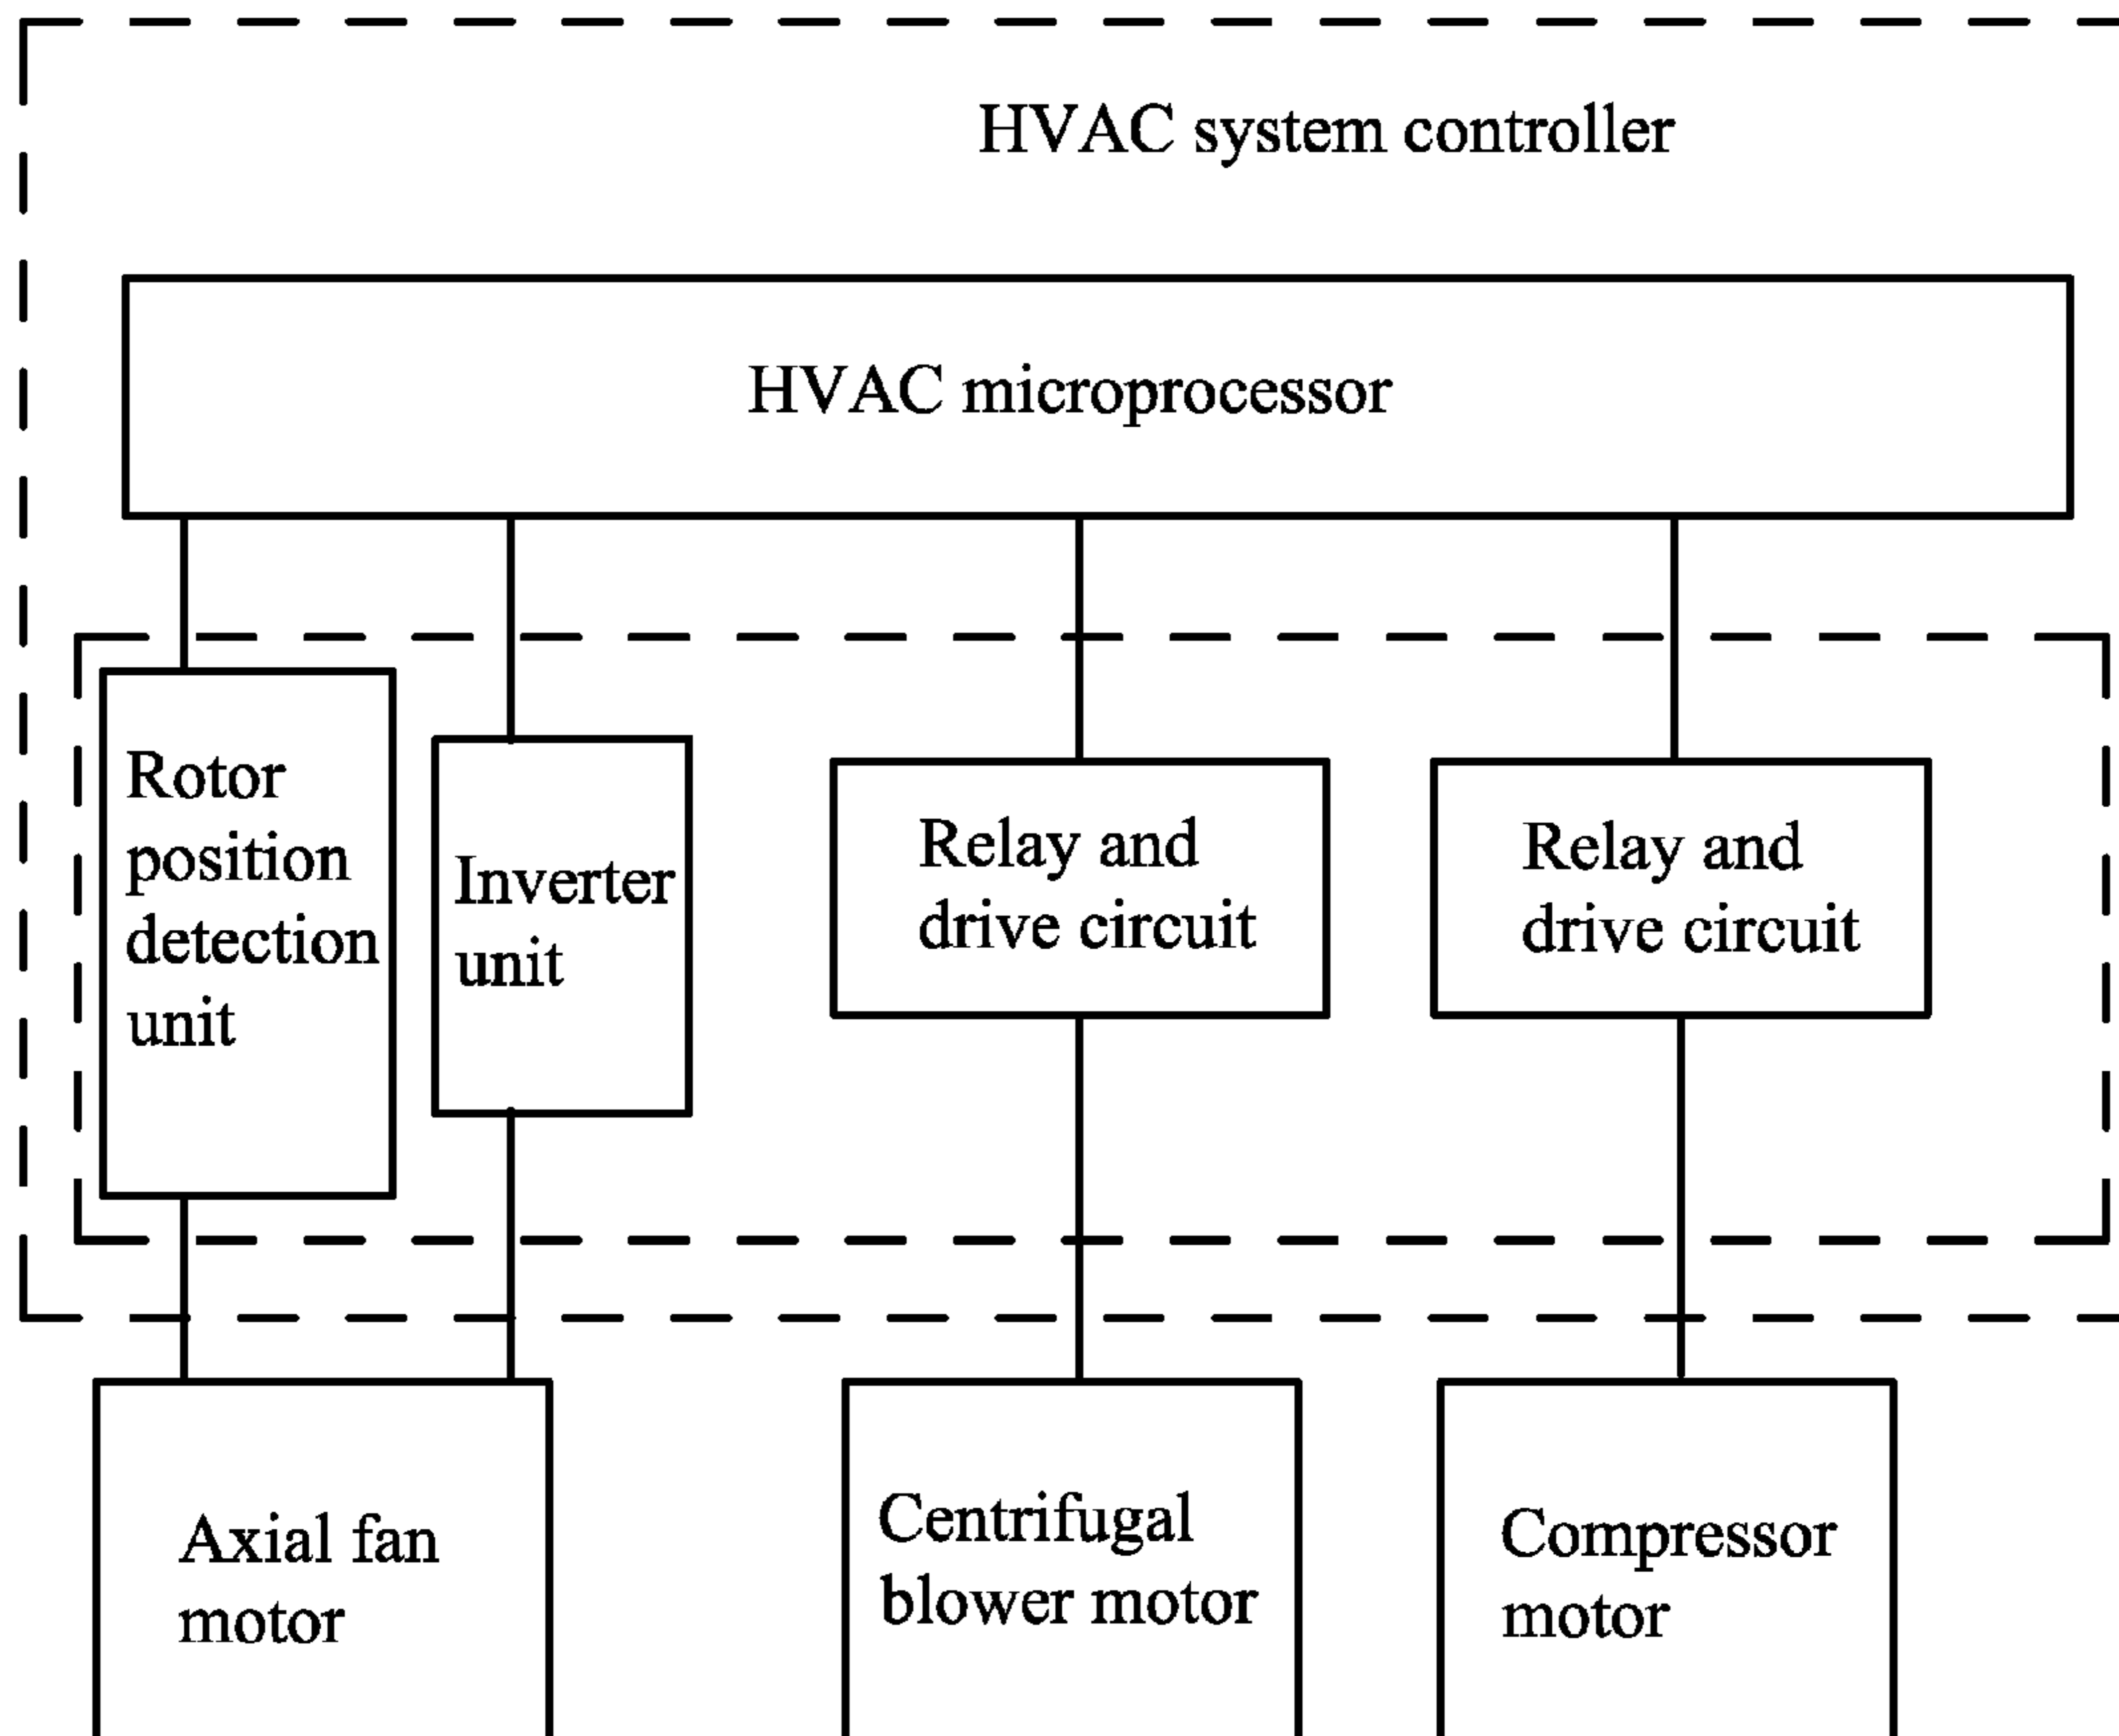 HVAC system controller
HVAC microprocessor
Rotor
position
detection
unit
Inverter
unit
Relay and
drive circuit
Relay and
drive circuit
Axial fan
motor
Centrifugal
blower motor
Compressor
motor